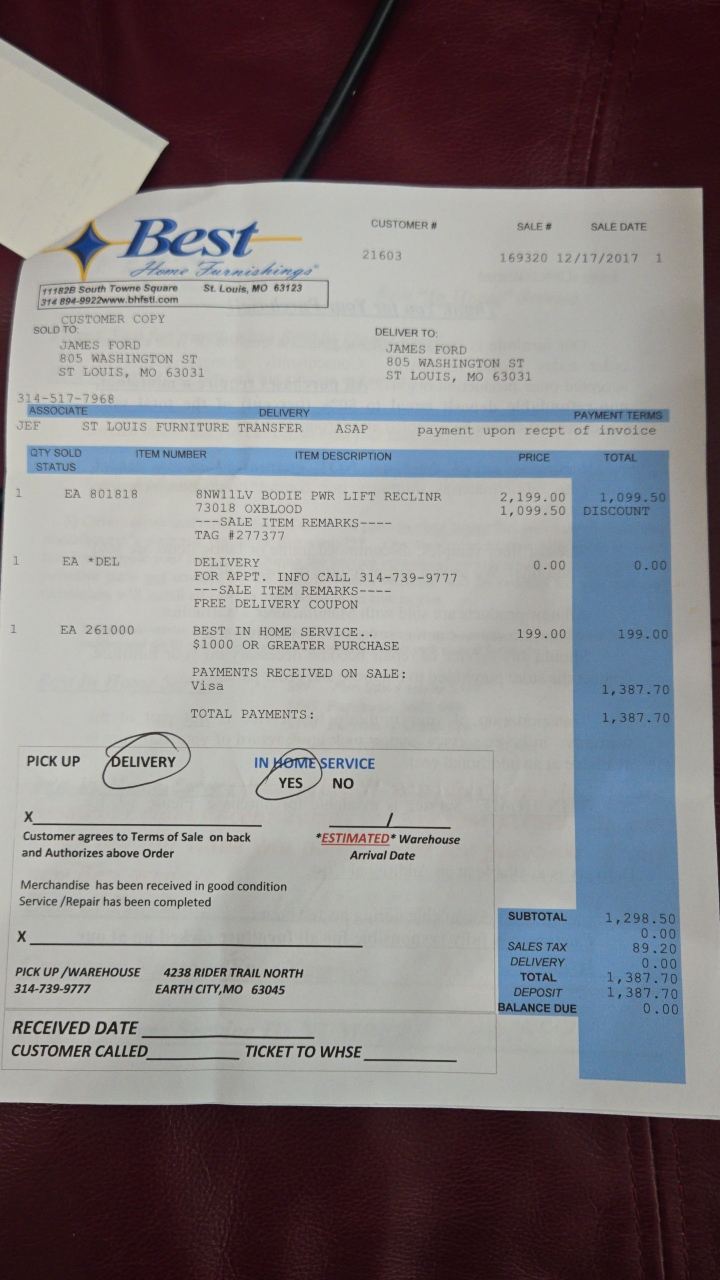 Best
Home Furnishings
11182B South Towne Square St. Louis, MO 63123
314 894-9922www.bhfstl.com
CUSTOMER # SALE # SALE DATE
21603 169320 12/17/2017 1
CUSTOMER COPY
SOLD TO: DELIVER TO:
JAMES FORD JAMES FORD
805 WASHINGTON ST 805 WASHINGTON ST
ST LOUIS, MO 63031 ST LOUIS, MO 63031
314-517-7968
ASSOCIATE DELIVERY PAYMENT TERMS
JEF ST LOUIS FURNITURE TRANSFER ASAP payment upon recpt of invoice
QTY SOLD ITEM NUMBER ITEM DESCRIPTION PRICE TOTAL
STATUS
1 EA 801818 8NW11LV BODIE PWR LIFT RECLINR 2,199.00 1,099.50
73018 OXBLOOD 1,099.50 DISCOUNT
---SALE ITEM REMARKS----
TAG #277377
1 EA *DEL DELIVERY 0.00 0.00
FOR APPT. INFO CALL 314-739-9777
---SALE ITEM REMARKS----
FREE DELIVERY COUPON
1 EA 261000 BEST IN HOME SERVICE.. 199.00 199.00
$1000 OR GREATER PURCHASE
PAYMENTS RECEIVED ON SALE:
Visa 1,387.70
TOTAL PAYMENTS: 1,387.70
PICK UP DELIVERY IN HOME SERVICE
YES NO
X /
Customer agrees to Terms of Sale on back *ESTIMATED* Warehouse
and Authorizes above Order Arrival Date
Merchandise has been received in good condition
Service /Repair has been completed
X
PICK UP /WAREHOUSE 4238 RIDER TRAIL NORTH
314-739-9777 EARTH CITY,MO 63045
SUBTOTAL 1,298.50
0.00
SALES TAX 89.20
DELIVERY 0.00
TOTAL 1,387.70
DEPOSIT 1,387.70
BALANCE DUE 0.00
RECEIVED DATE
CUSTOMER CALLED TICKET TO WHSE